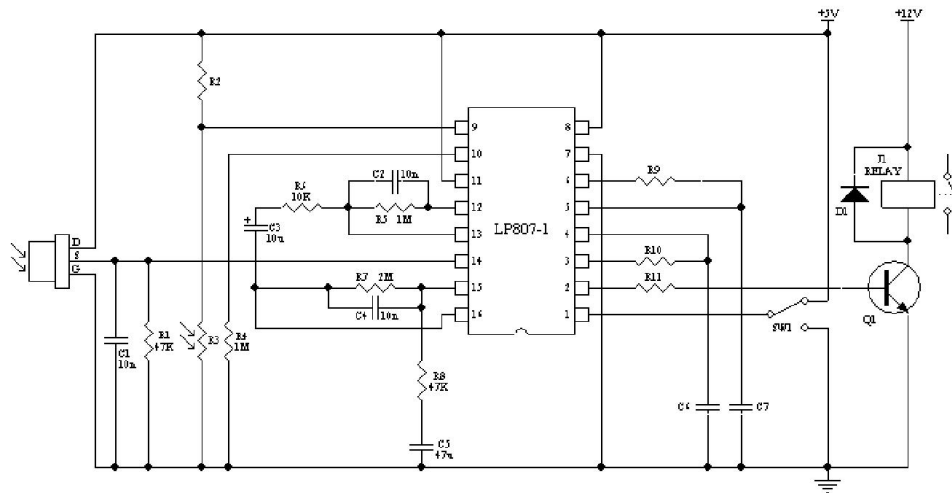 +5V
+12V
R2
9
8
10
7
C2
10n
J1
RELAY
11
6
R9
R6
10K
R5
1M
12
5
D1
C3
10u
13
LP807-1
4
D
S
G
14
3
R10
R7
2M
15
2
R11
C4
10n
16
1
Q1
SW1
R1
47K
R3
R4
1M
C1
10n
R8
47K
C6
C7
C5
47u